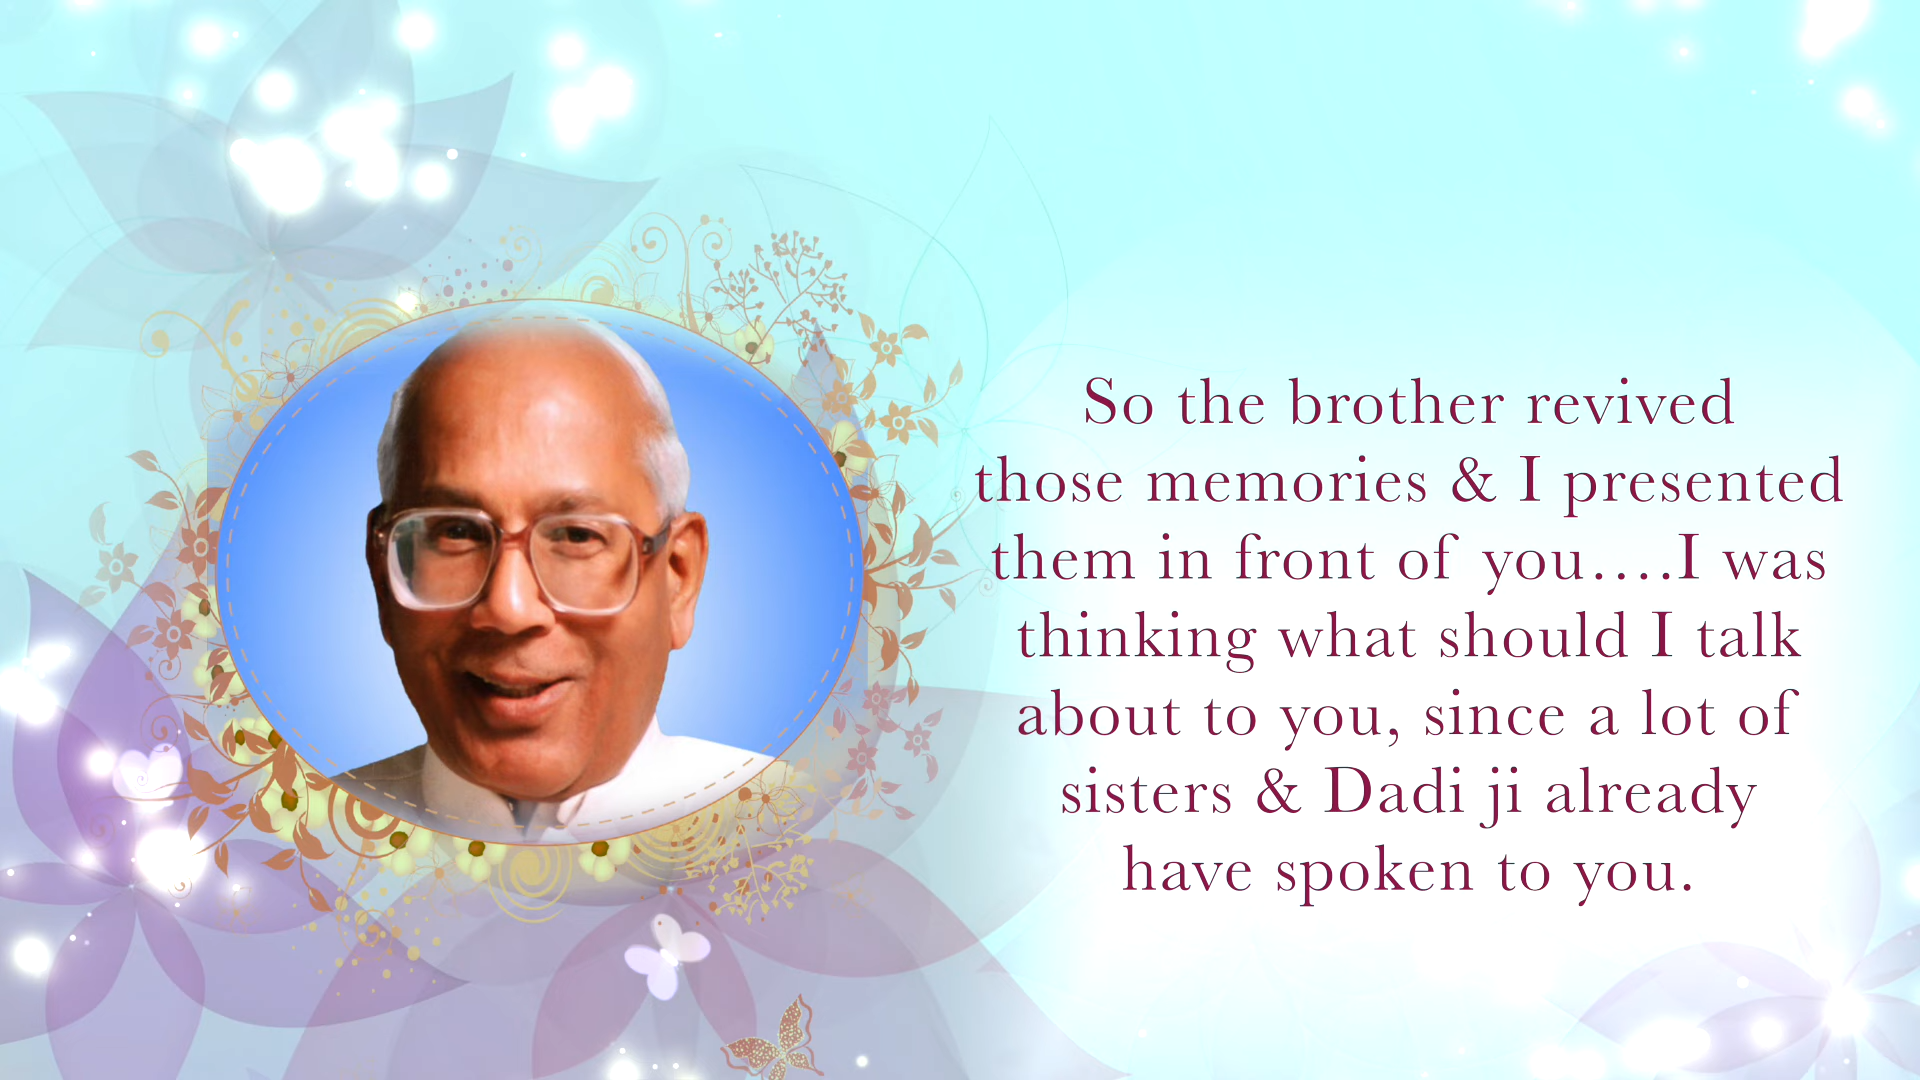 So the brother revived
those memories & I presented
them in front of you....I was
thinking what should I talk
about to you, since a lot of
sisters & Dadi ji already
have spoken to you.